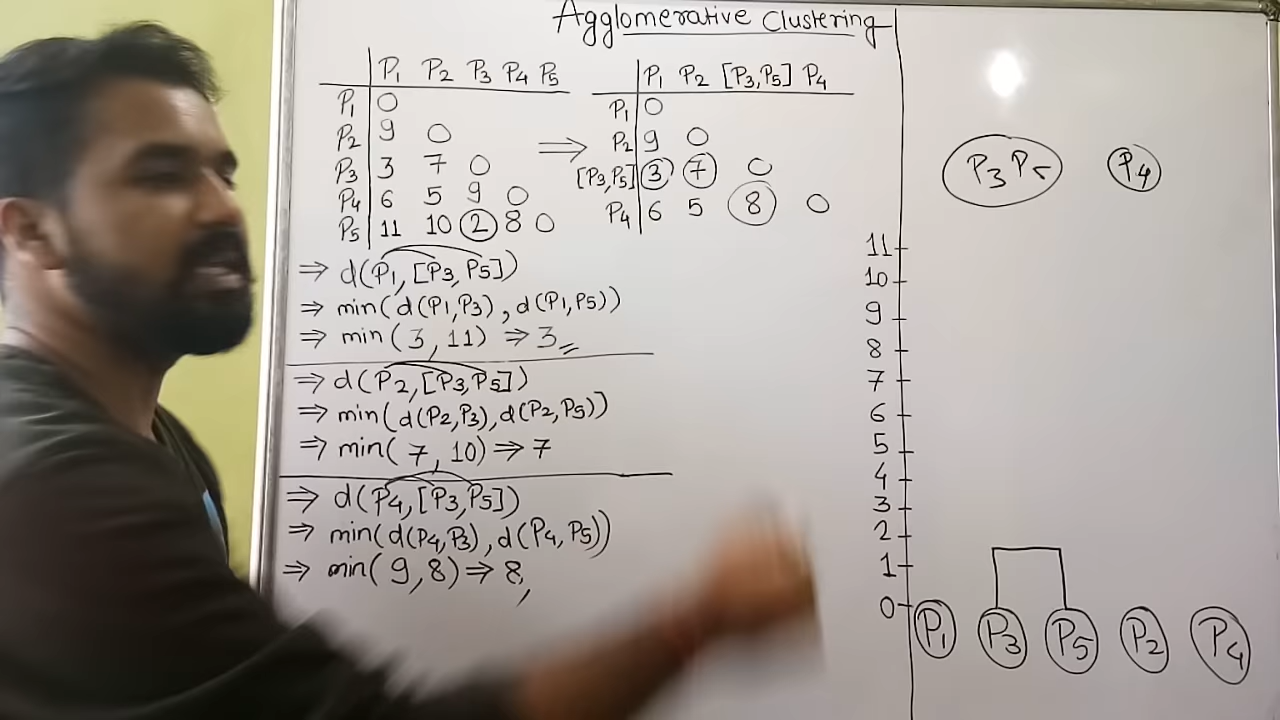 Agglomerative Clustering
P1 P2 P3 P4 P5
P1 0
P2 9 0
P3 3 7 0
P4 6 5 9 0
P5 11 10 2 8 0
⇒
P1 P2 [P3,P5] P4
P1 0
P2 9 0
[P3,P5] 3 7 0
P4 6 5 8 0
⇒ d(P1,[P3,P5])
⇒ min(d(P1,P3),d(P1,P5))
⇒ min(3,11) ⇒ 3
⇒ d(P2,[P3,P5])
⇒ min(d(P2,P3),d(P2,P5))
⇒ min(7,10) ⇒ 7
⇒ d(P4,[P3,P5])
⇒ min(d(P4,P3),d(P4,P5))
⇒ min(9,8) ⇒ 8,
P3 P5 P4
11
10
9
8
7
6
5
4
3
2
1
0
P1 P3 P5 P2 P4